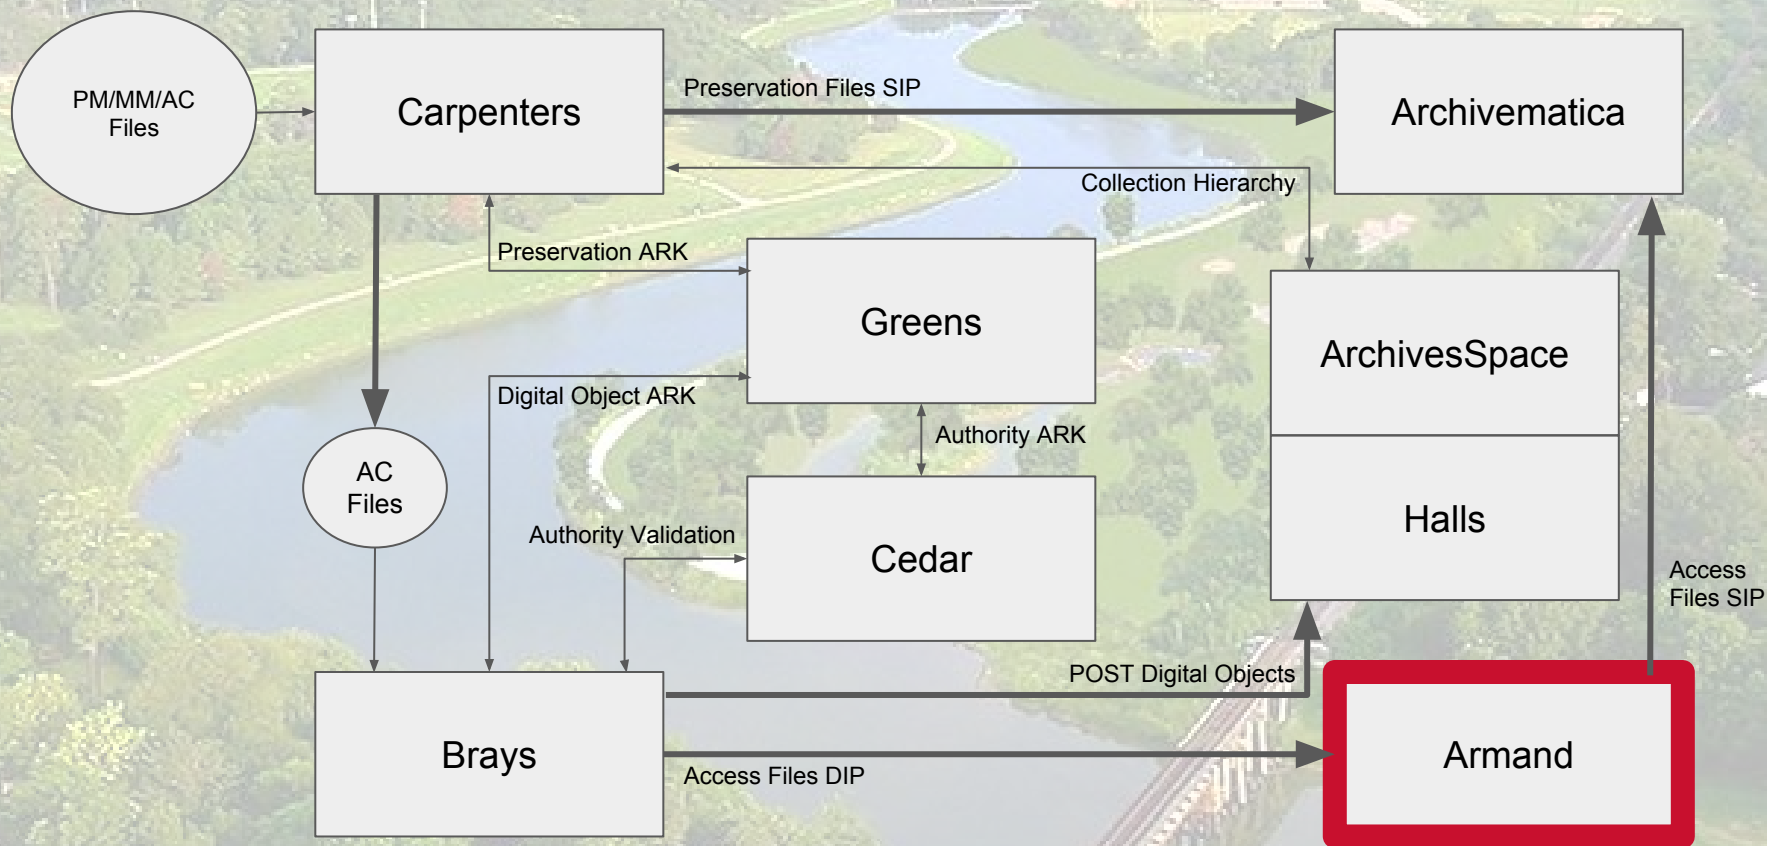 PM/MM/AC
Files
Carpenters
Preservation Files SIP
Archivematica
Collection Hierarchy
Preservation ARK
Greens
ArchivesSpace
Digital Object ARK
Authority ARK
AC
Files
Halls
Authority Validation
Cedar
Access
Files SIP
POST Digital Objects
Brays
Access Files DIP
Armand